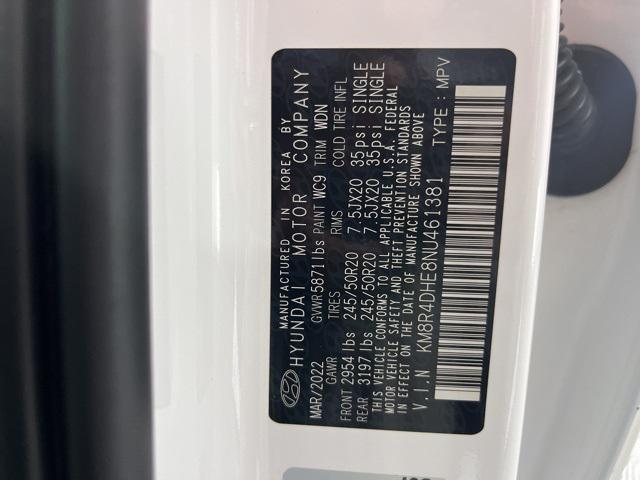 MANUFACTURED IN KOREA BY
HYUNDAI MOTOR COMPANY
MAR/2022 GVWR 5871 lbs PAINT WC9 TRIM WDN
GAWR TIRES RIMS COLD TIRE INFL
FRONT 2954 lbs 245/50R20 7.5JX20 35psi SINGLE
REAR 3197 lbs 245/50R20 7.5JX20 35psi SINGLE
THIS VEHICLE CONFORMS TO ALL APPLICABLE U.S.A. FEDERAL
MOTOR VEHICLE SAFETY AND THEFT PREVENTION STANDARDS
IN EFFECT ON THE DATE OF MANUFACTURE SHOWN ABOVE
V.I.N KM8R4DHE8NU461381 TYPE : MPV